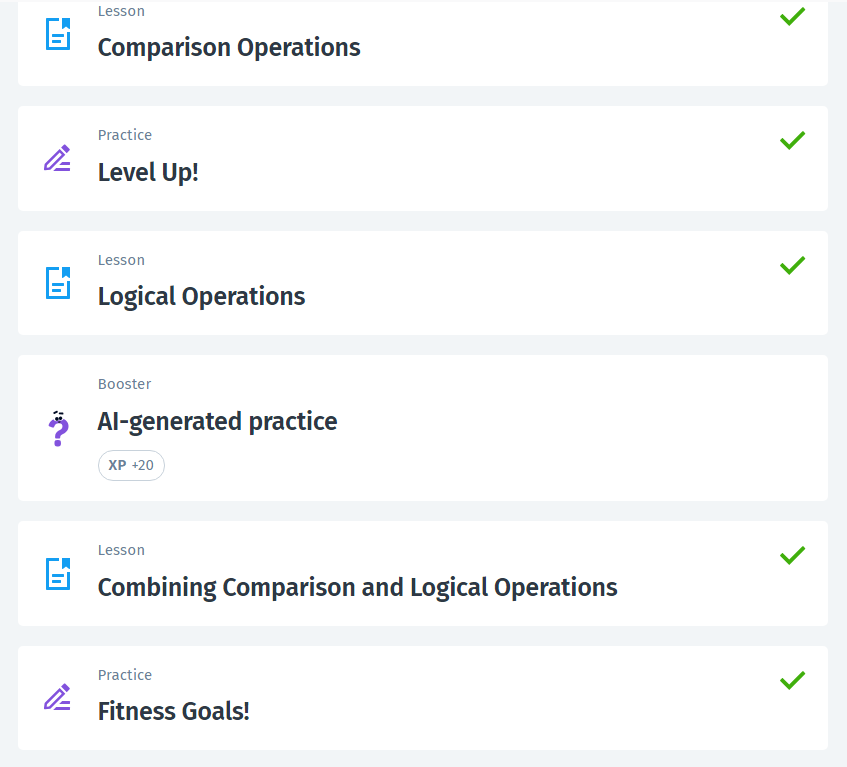 Lesson
Comparison Operations
Practice
Level Up!
Lesson
Logical Operations
Booster
AI-generated practice
XP +20
Lesson
Combining Comparison and Logical Operations
Practice
Fitness Goals!